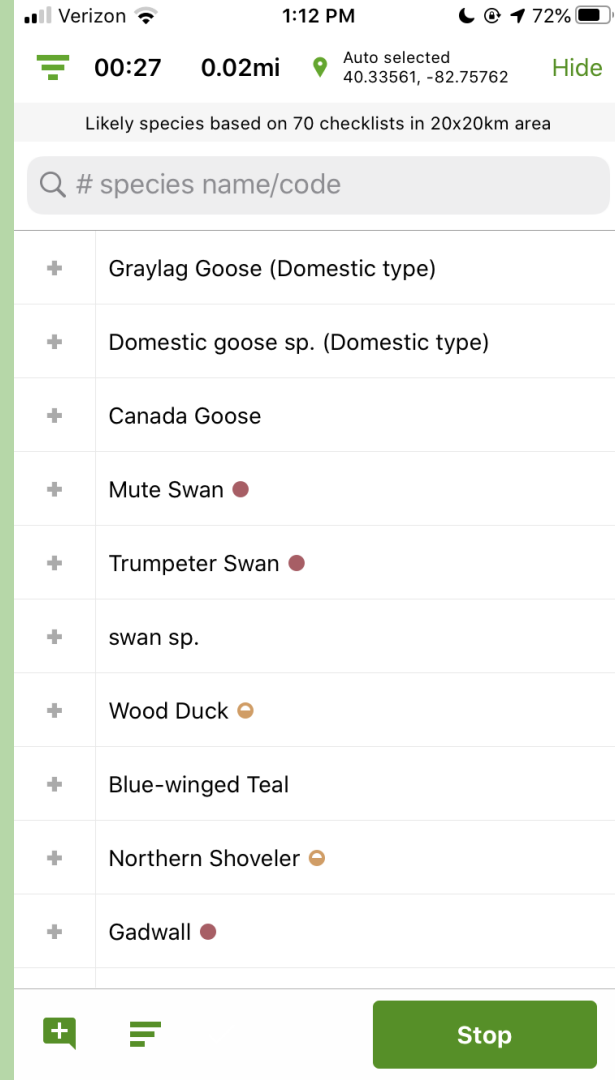 Verizon 1:12 PM 72%
00:27 0.02mi Auto selected
40.33561, -82.75762 Hide
Likely species based on 70 checklists in 20x20km area
# species name/code
Graylag Goose (Domestic type)
Domestic goose sp. (Domestic type)
Canada Goose
Mute Swan
Trumpeter Swan
swan sp.
Wood Duck
Blue-winged Teal
Northern Shoveler
Gadwall
Stop